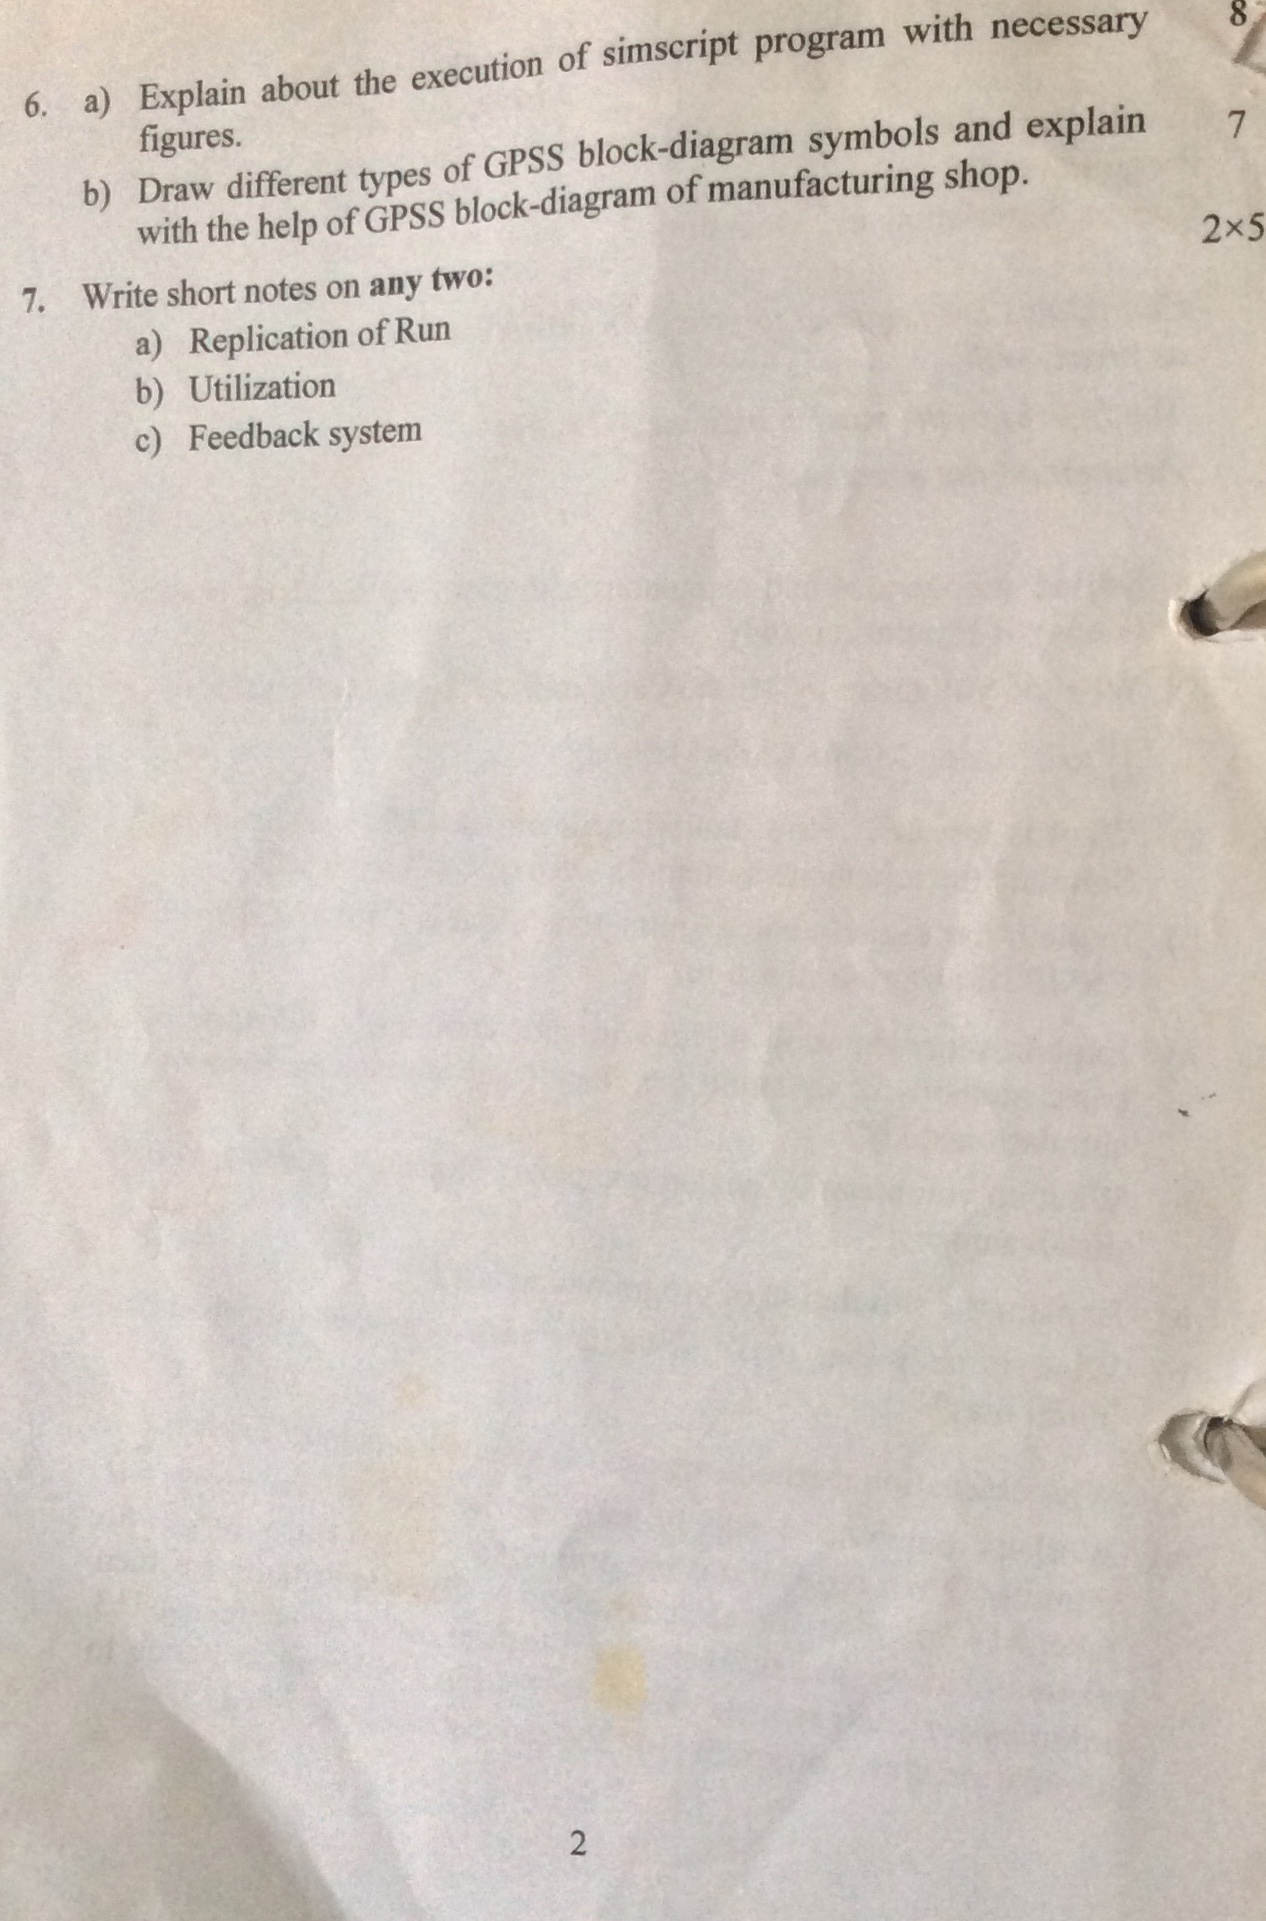 8
6. a) Explain about the execution of simscript program with necessary
figures.
b) Draw different types of GPSS block-diagram symbols and explain 7
with the help of GPSS block-diagram of manufacturing shop.
2×5
7. Write short notes on any two:
a) Replication of Run
b) Utilization
c) Feedback system
2